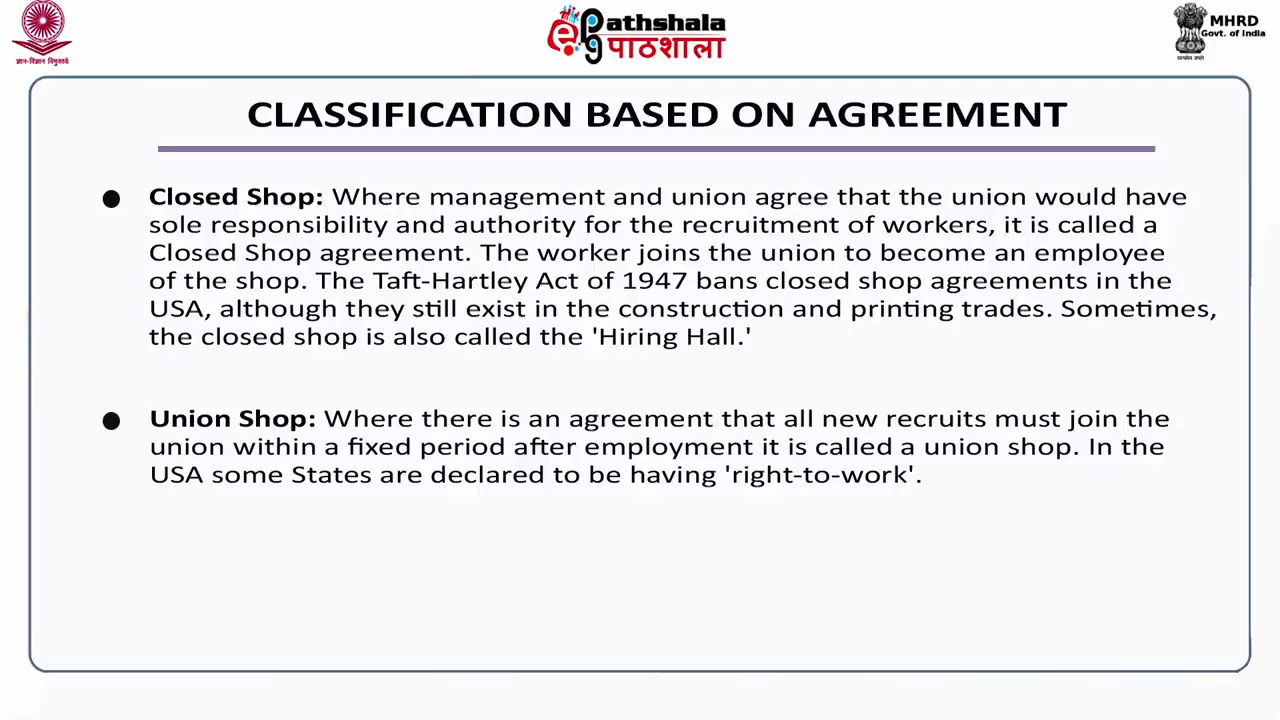 ज्ञान-विज्ञान विमुक्तये
ePathshala
पाठशाला
MHRD
Govt. of India
सत्यमेव जयते
CLASSIFICATION BASED ON AGREEMENT
● Closed Shop: Where management and union agree that the union would have
sole responsibility and authority for the recruitment of workers, it is called a
Closed Shop agreement. The worker joins the union to become an employee
of the shop. The Taft-Hartley Act of 1947 bans closed shop agreements in the
USA, although they still exist in the construction and printing trades. Sometimes,
the closed shop is also called the 'Hiring Hall.'
● Union Shop: Where there is an agreement that all new recruits must join the
union within a fixed period after employment it is called a union shop. In the
USA some States are declared to be having 'right-to-work'.